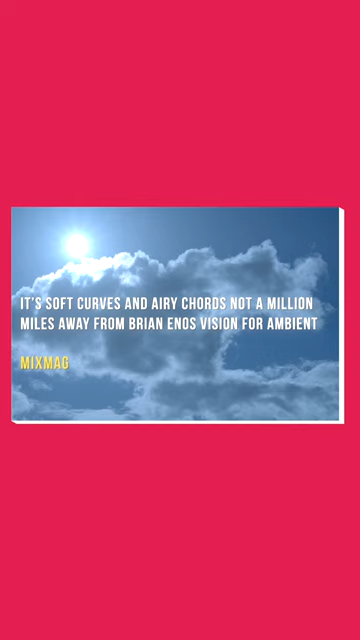 IT'S SOFT CURVES AND AIRY CHORDS NOT A MILLION
MILES AWAY FROM BRIAN ENOS VISION FOR AMBIENT
MIXMAG